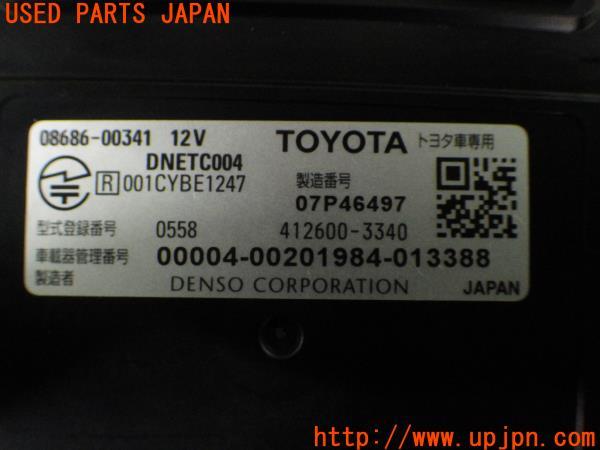 USED PARTS JAPAN
08686-00341 12V TOYOTA トヨタ車専用
DNETC004
R 001CYBE1247 製造番号
07P46497
型式登録番号 0558 412600-3340
車載器管理番号 00004-00201984-013388
製造者 DENSO CORPORATION JAPAN
https://www.upjpn.com